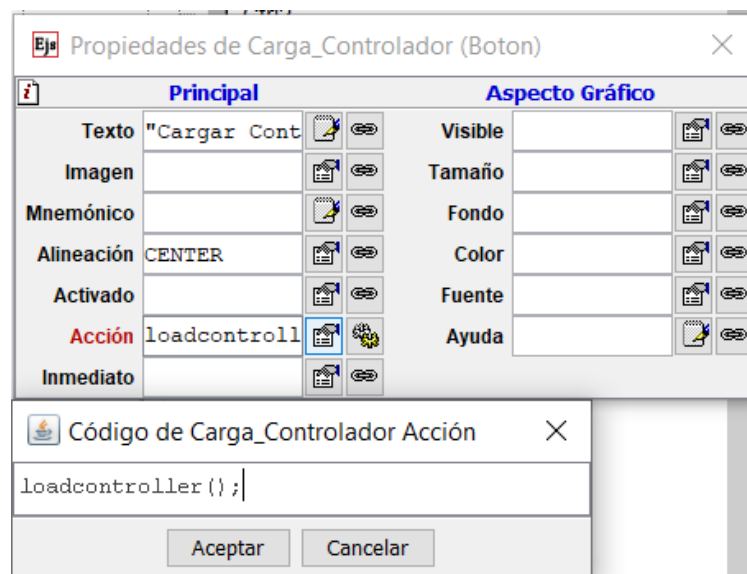 Ejs Propiedades de Carga_Controlador (Boton)
Principal Aspecto Gráfico
Texto "Cargar Cont Visible
Imagen Tamaño
Mnemónico Fondo
Alineación CENTER Color
Activado Fuente
Acción loadcontroll Ayuda
Inmediato
Código de Carga_Controlador Acción
loadcontroller();
Aceptar Cancelar